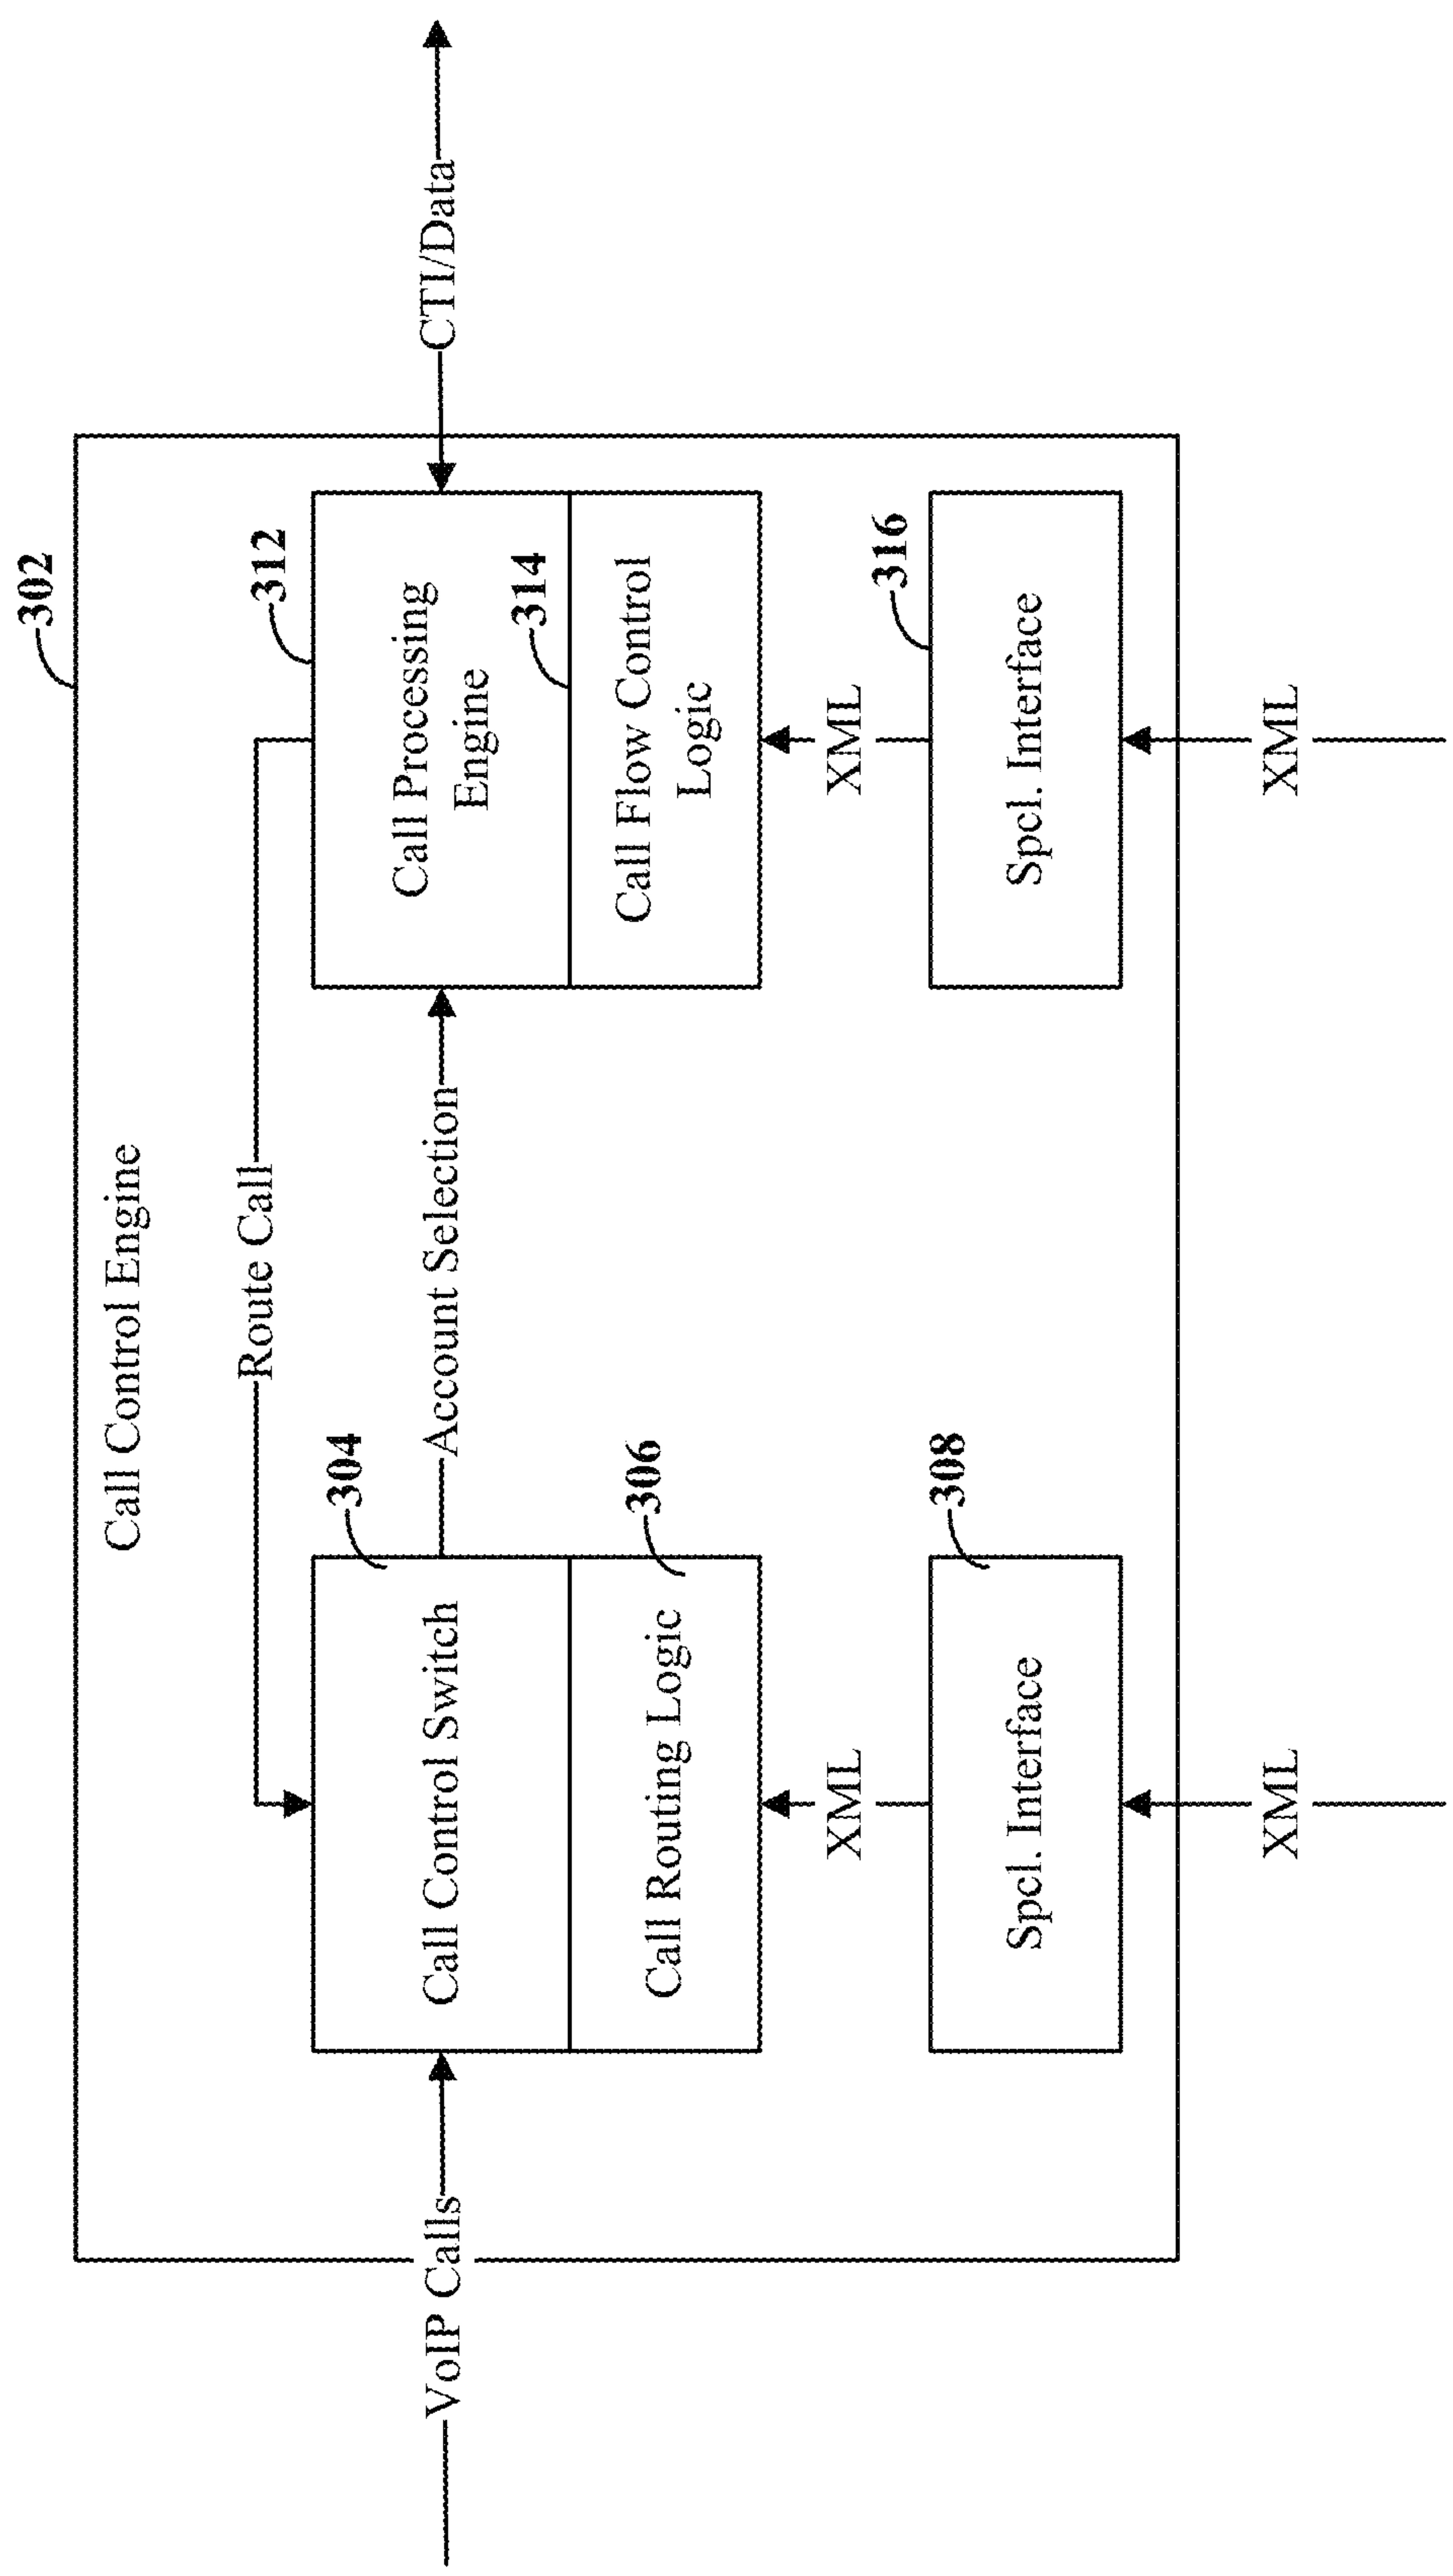 302
Call Control Engine
Route Call
VoIP Calls
304
Call Control Switch
Account Selection
312
Call Processing
Engine
CTI/Data
306
Call Routing Logic
314
Call Flow Control
Logic
XML
XML
308
Spcl. Interface
316
Spcl. Interface
XML
XML